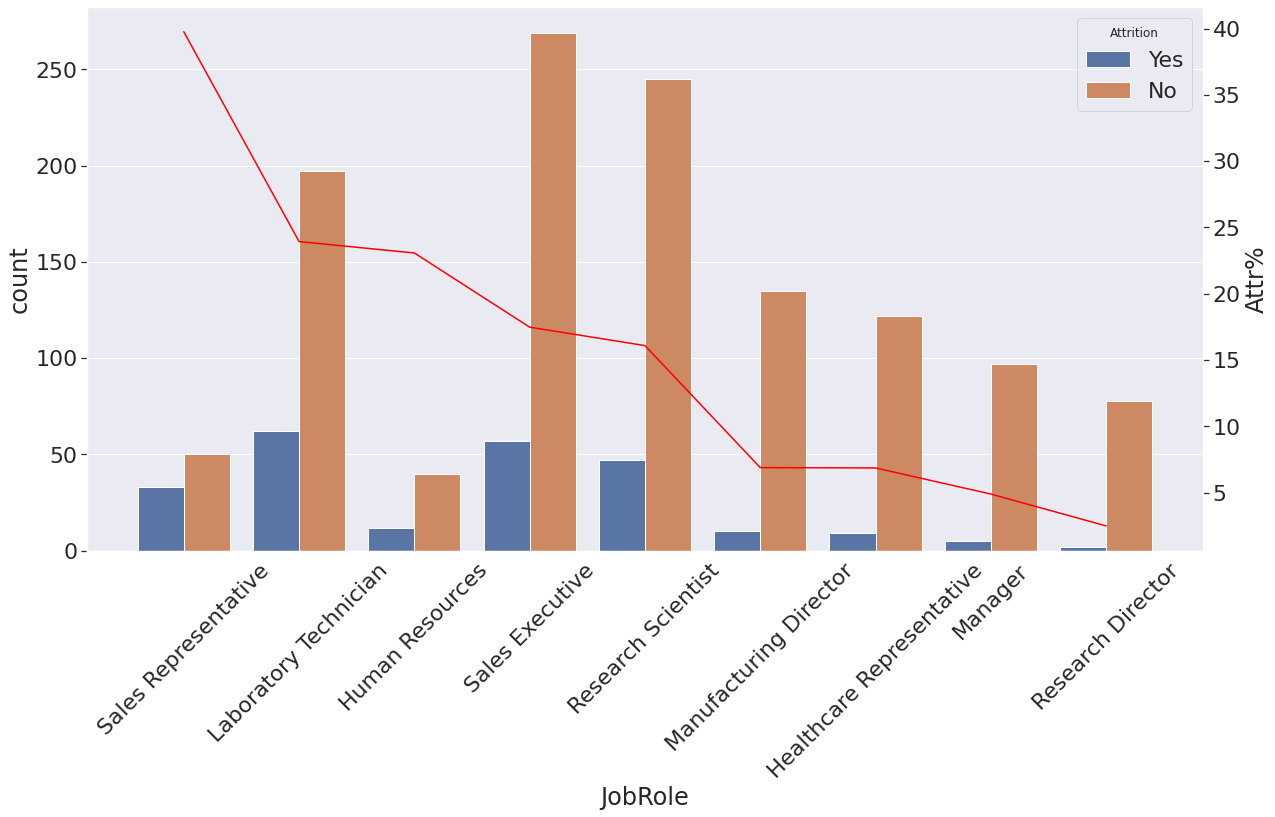 Attrition
Yes
No
count
0
50
100
150
200
250
Attr%
5
10
15
20
25
30
35
40
Sales Representative
Laboratory Technician
Human Resources
Sales Executive
Research Scientist
Manufacturing Director
Healthcare Representative
Manager
Research Director
JobRole